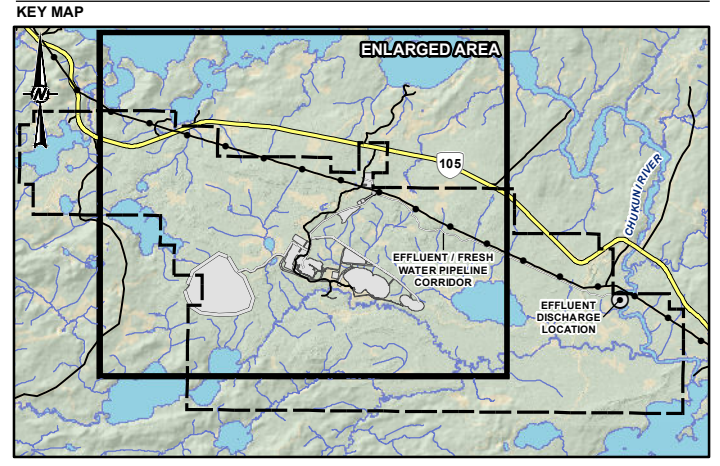 KEY MAP
ENLARGED AREA
N
105
CHUKUNI RIVER
EFFLUENT / FRESH
WATER PIPELINE
CORRIDOR
EFFLUENT
DISCHARGE
LOCATION